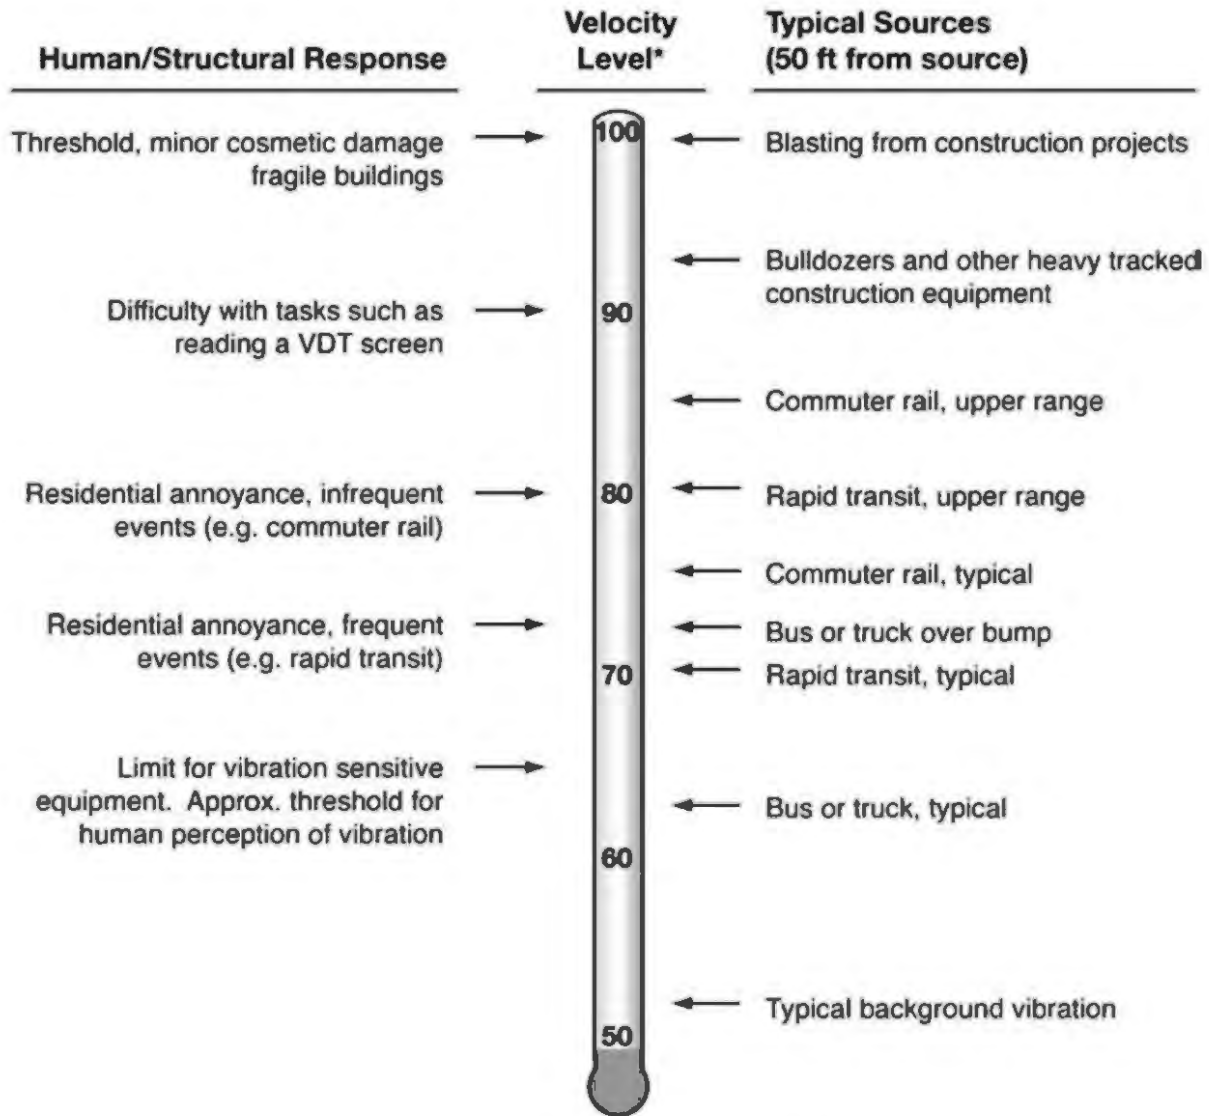 Human/Structural Response
Velocity
Level*
Typical Sources
(50 ft from source)
Threshold, minor cosmetic damage
fragile buildings
100
Blasting from construction projects
Bulldozers and other heavy tracked
construction equipment
Difficulty with tasks such as
reading a VDT screen
90
Commuter rail, upper range
Residential annoyance, infrequent
events (e.g. commuter rail)
80
Rapid transit, upper range
Commuter rail, typical
Residential annoyance, frequent
events (e.g. rapid transit)
Bus or truck over bump
70
Rapid transit, typical
Limit for vibration sensitive
equipment. Approx. threshold for
human perception of vibration
Bus or truck, typical
60
Typical background vibration
50